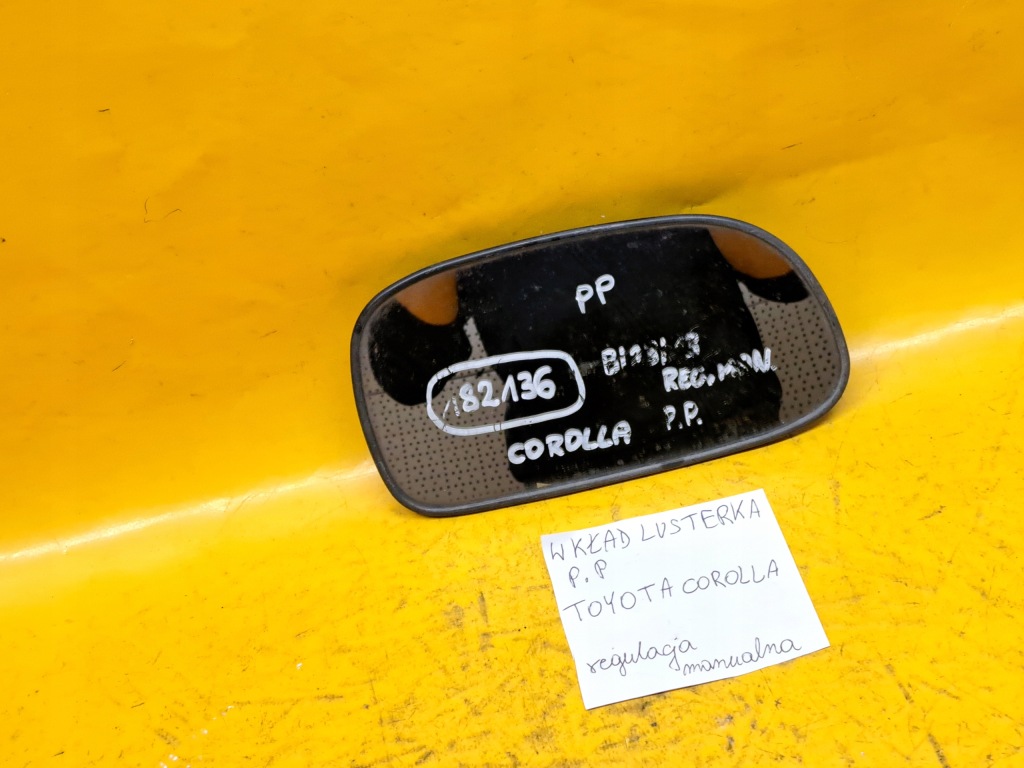 PP
182136
REG. MAN.
COROLLA P.P.
WKŁAD LUSTERKA
P.P
TOYOTA COROLLA
regulacja
manualna